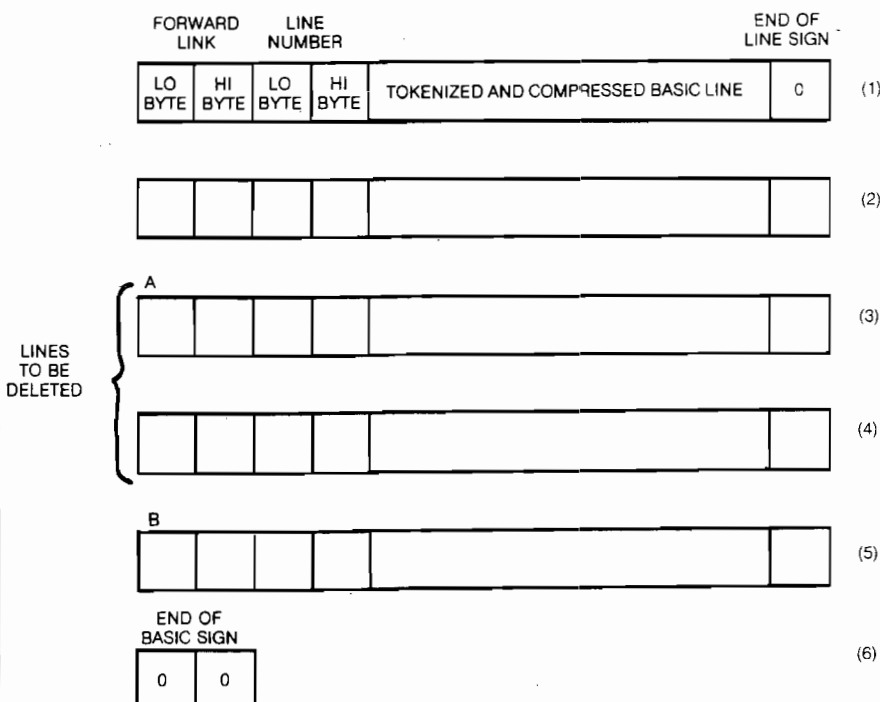 FORWARD
LINK
LINE
NUMBER
END OF
LINE SIGN
LO
BYTE
HI
BYTE
LO
BYTE
HI
BYTE
TOKENIZED AND COMPRESSED BASIC LINE
0
(1)
(2)
A
(3)
LINES
TO BE
DELETED
(4)
B
(5)
END OF
BASIC SIGN
0
0
(6)